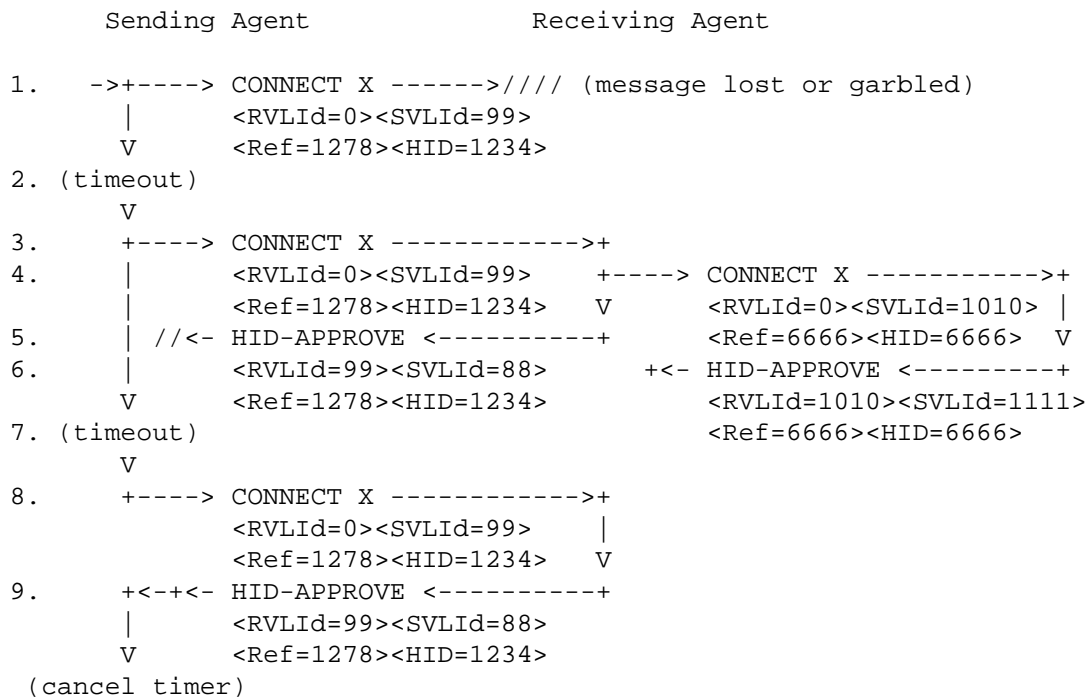 Sending Agent                Receiving Agent
1.   ->+----> CONNECT X ------>//// (message lost or garbled)
       |      <RVLId=0><SVLId=99>
       V      <Ref=1278><HID=1234>
2. (timeout)
       V
3.     +----> CONNECT X ------------>+
4.     |      <RVLId=0><SVLId=99>    +----> CONNECT X ----------->+
       |      <Ref=1278><HID=1234>   V      <RVLId=0><SVLId=1010> |
5.     | //<- HID-APPROVE <----------+      <Ref=6666><HID=6666>  V
6.     |      <RVLId=99><SVLId=88>      +<- HID-APPROVE <---------+
       V      <Ref=1278><HID=1234>          <RVLId=1010><SVLId=1111>
7. (timeout)                                <Ref=6666><HID=6666>
       V
8.     +----> CONNECT X ------------>+
              <RVLId=0><SVLId=99>    |
              <Ref=1278><HID=1234>   V
9.     +<-+<- HID-APPROVE <----------+
       |      <RVLId=99><SVLId=88>
       V      <Ref=1278><HID=1234>
 (cancel timer)